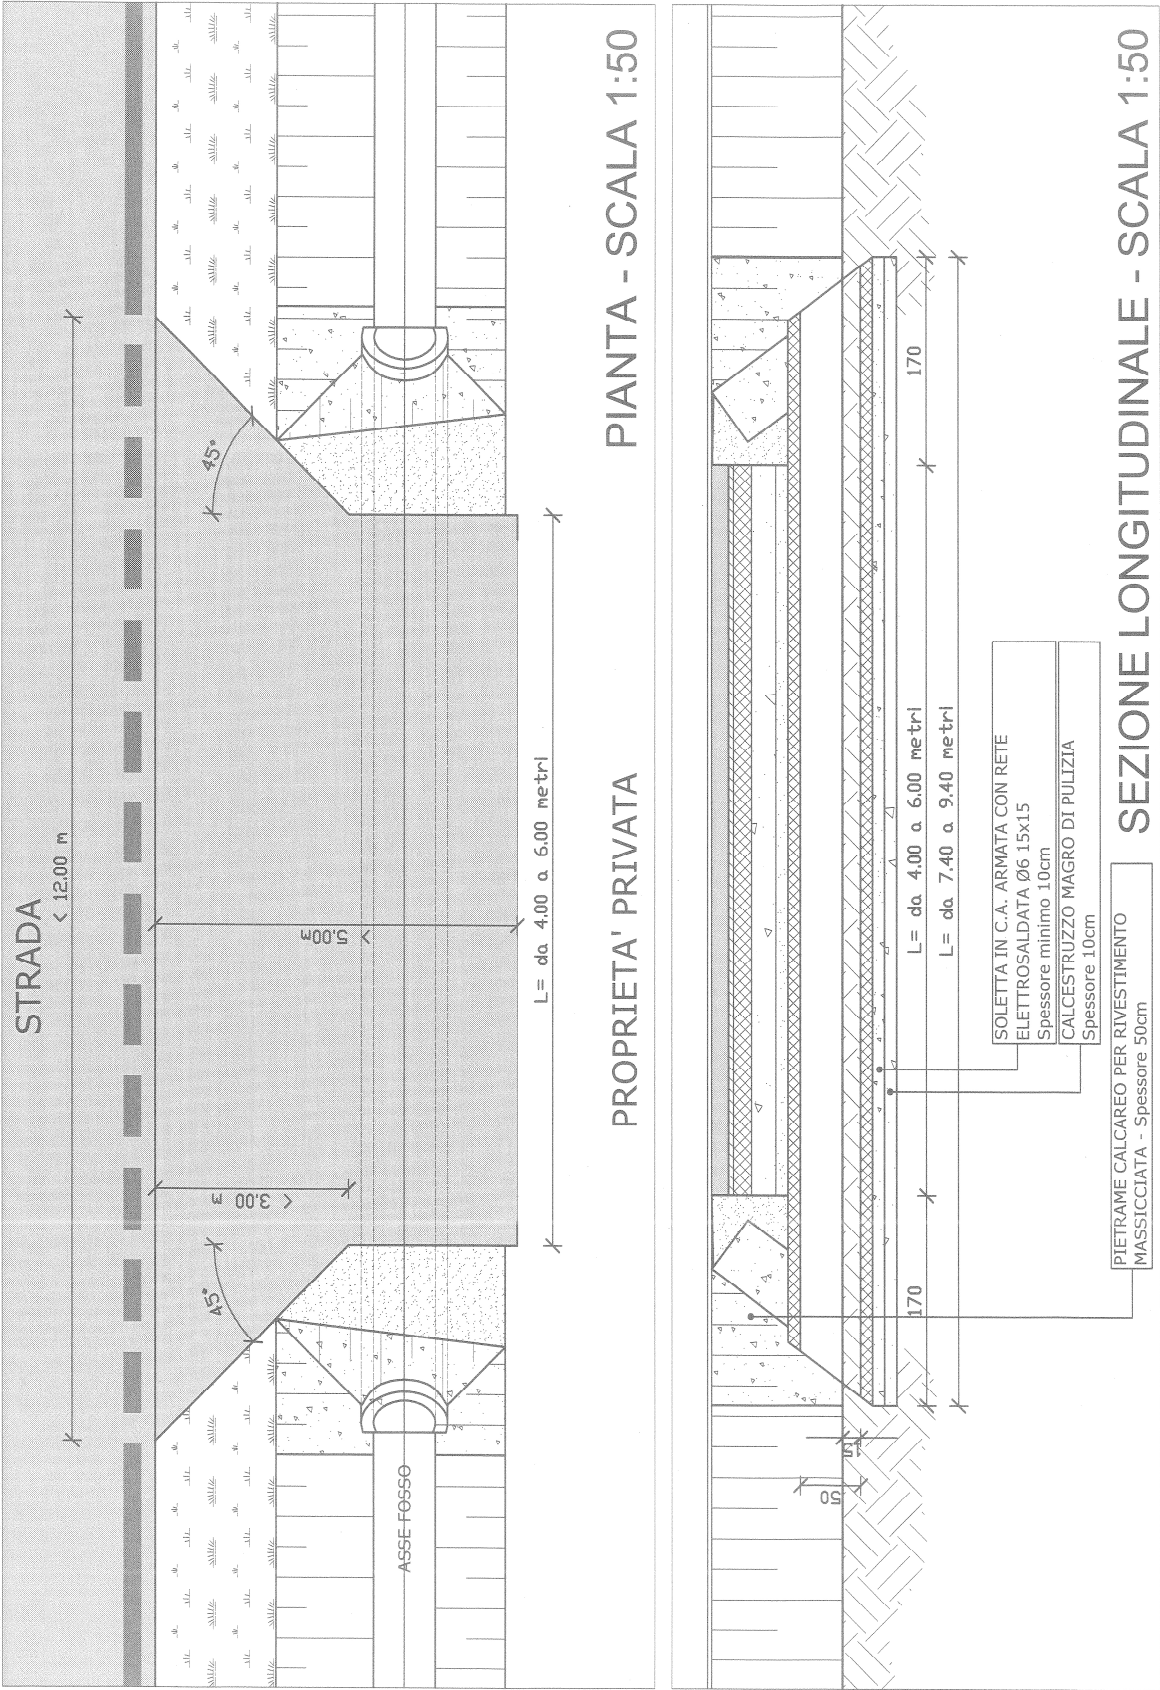 STRADA
< 12.00 m
45°
45°
< 3.00 m
< 5.00m
ASSE FOSSO
L= da 4.00 a 6.00 metri
PROPRIETA' PRIVATA
PIANTA - SCALA 1:50
50
15
170
170
L= da 4.00 a 6.00 metri
L= da 7.40 a 9.40 metri
SOLETTA IN C.A. ARMATA CON RETE
ELETTROSALDATA Ø6 15x15
Spessore minimo 10cm
CALCESTRUZZO MAGRO DI PULIZIA
Spessore 10cm
PIETRAME CALCAREO PER RIVESTIMENTO
MASSICCIATA - Spessore 50cm
SEZIONE LONGITUDINALE - SCALA 1:50